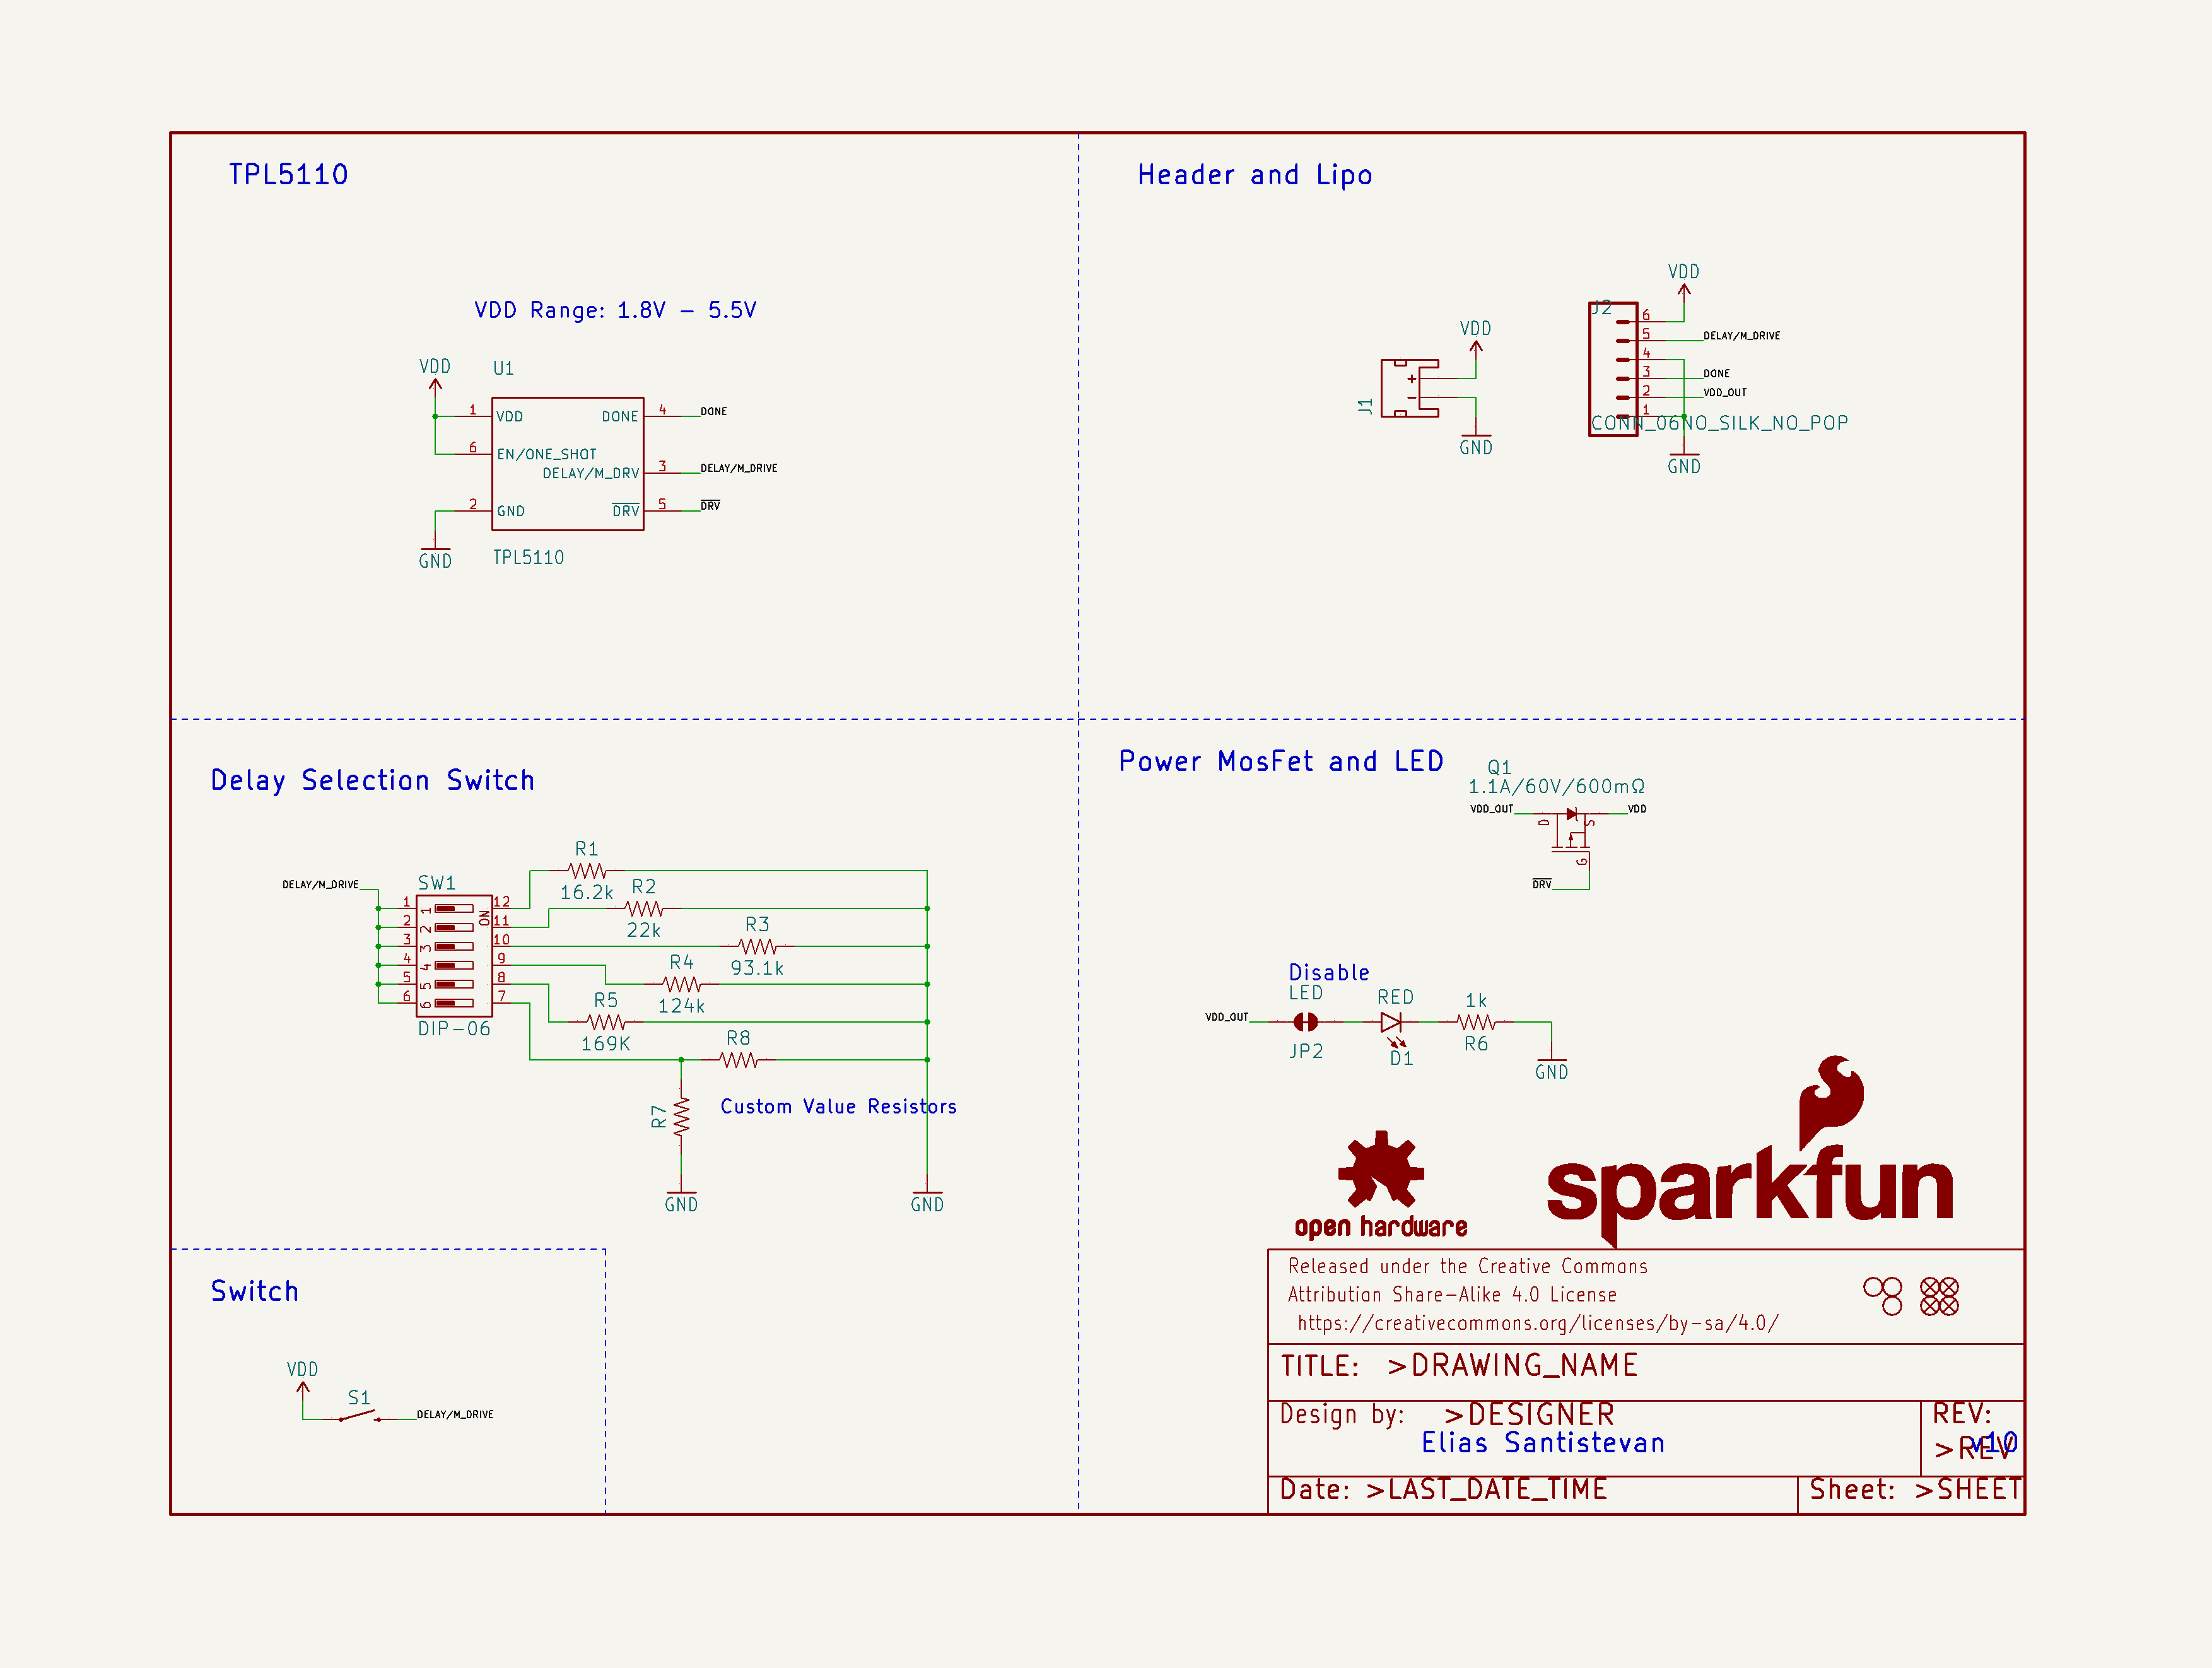 TPL5110
VDD Range: 1.8V - 5.5V
VDD
U1
1
VDD
DONE
4
DONE
6
EN/ONE_SHOT
DELAY/M_DRV
3
DELAY/M_DRIVE
2
GND
DRV
5
DRV
GND
TPL5110
Header and Lipo
VDD
J1
+
-
GND
VDD
J2
6
5
DELAY/M_DRIVE
4
3
DONE
2
VDD_OUT
1
CONN_06NO_SILK_NO_POP
GND
Delay Selection Switch
DELAY/M_DRIVE
SW1
1
1
12
2
2
11
3
3
10
4
4
9
5
5
8
6
6
7
ON
DIP-06
R1
16.2k
R2
22k
R3
93.1k
R4
124k
R5
169K
R8
R7
Custom Value Resistors
GND
GND
Power MosFet and LED
Q1
1.1A/60V/600mΩ
VDD_OUT
D
S
VDD
G
DRV
Disable
LED
RED
1k
VDD_OUT
JP2
D1
R6
GND
open hardware
sparkfun
Switch
VDD
S1
DELAY/M_DRIVE
Released under the Creative Commons
Attribution Share-Alike 4.0 License
https://creativecommons.org/licenses/by-sa/4.0/
TITLE: >DRAWING_NAME
Design by: >DESIGNER
Elias Santistevan
REV:
>REV
v10
Date: >LAST_DATE_TIME
Sheet: >SHEET